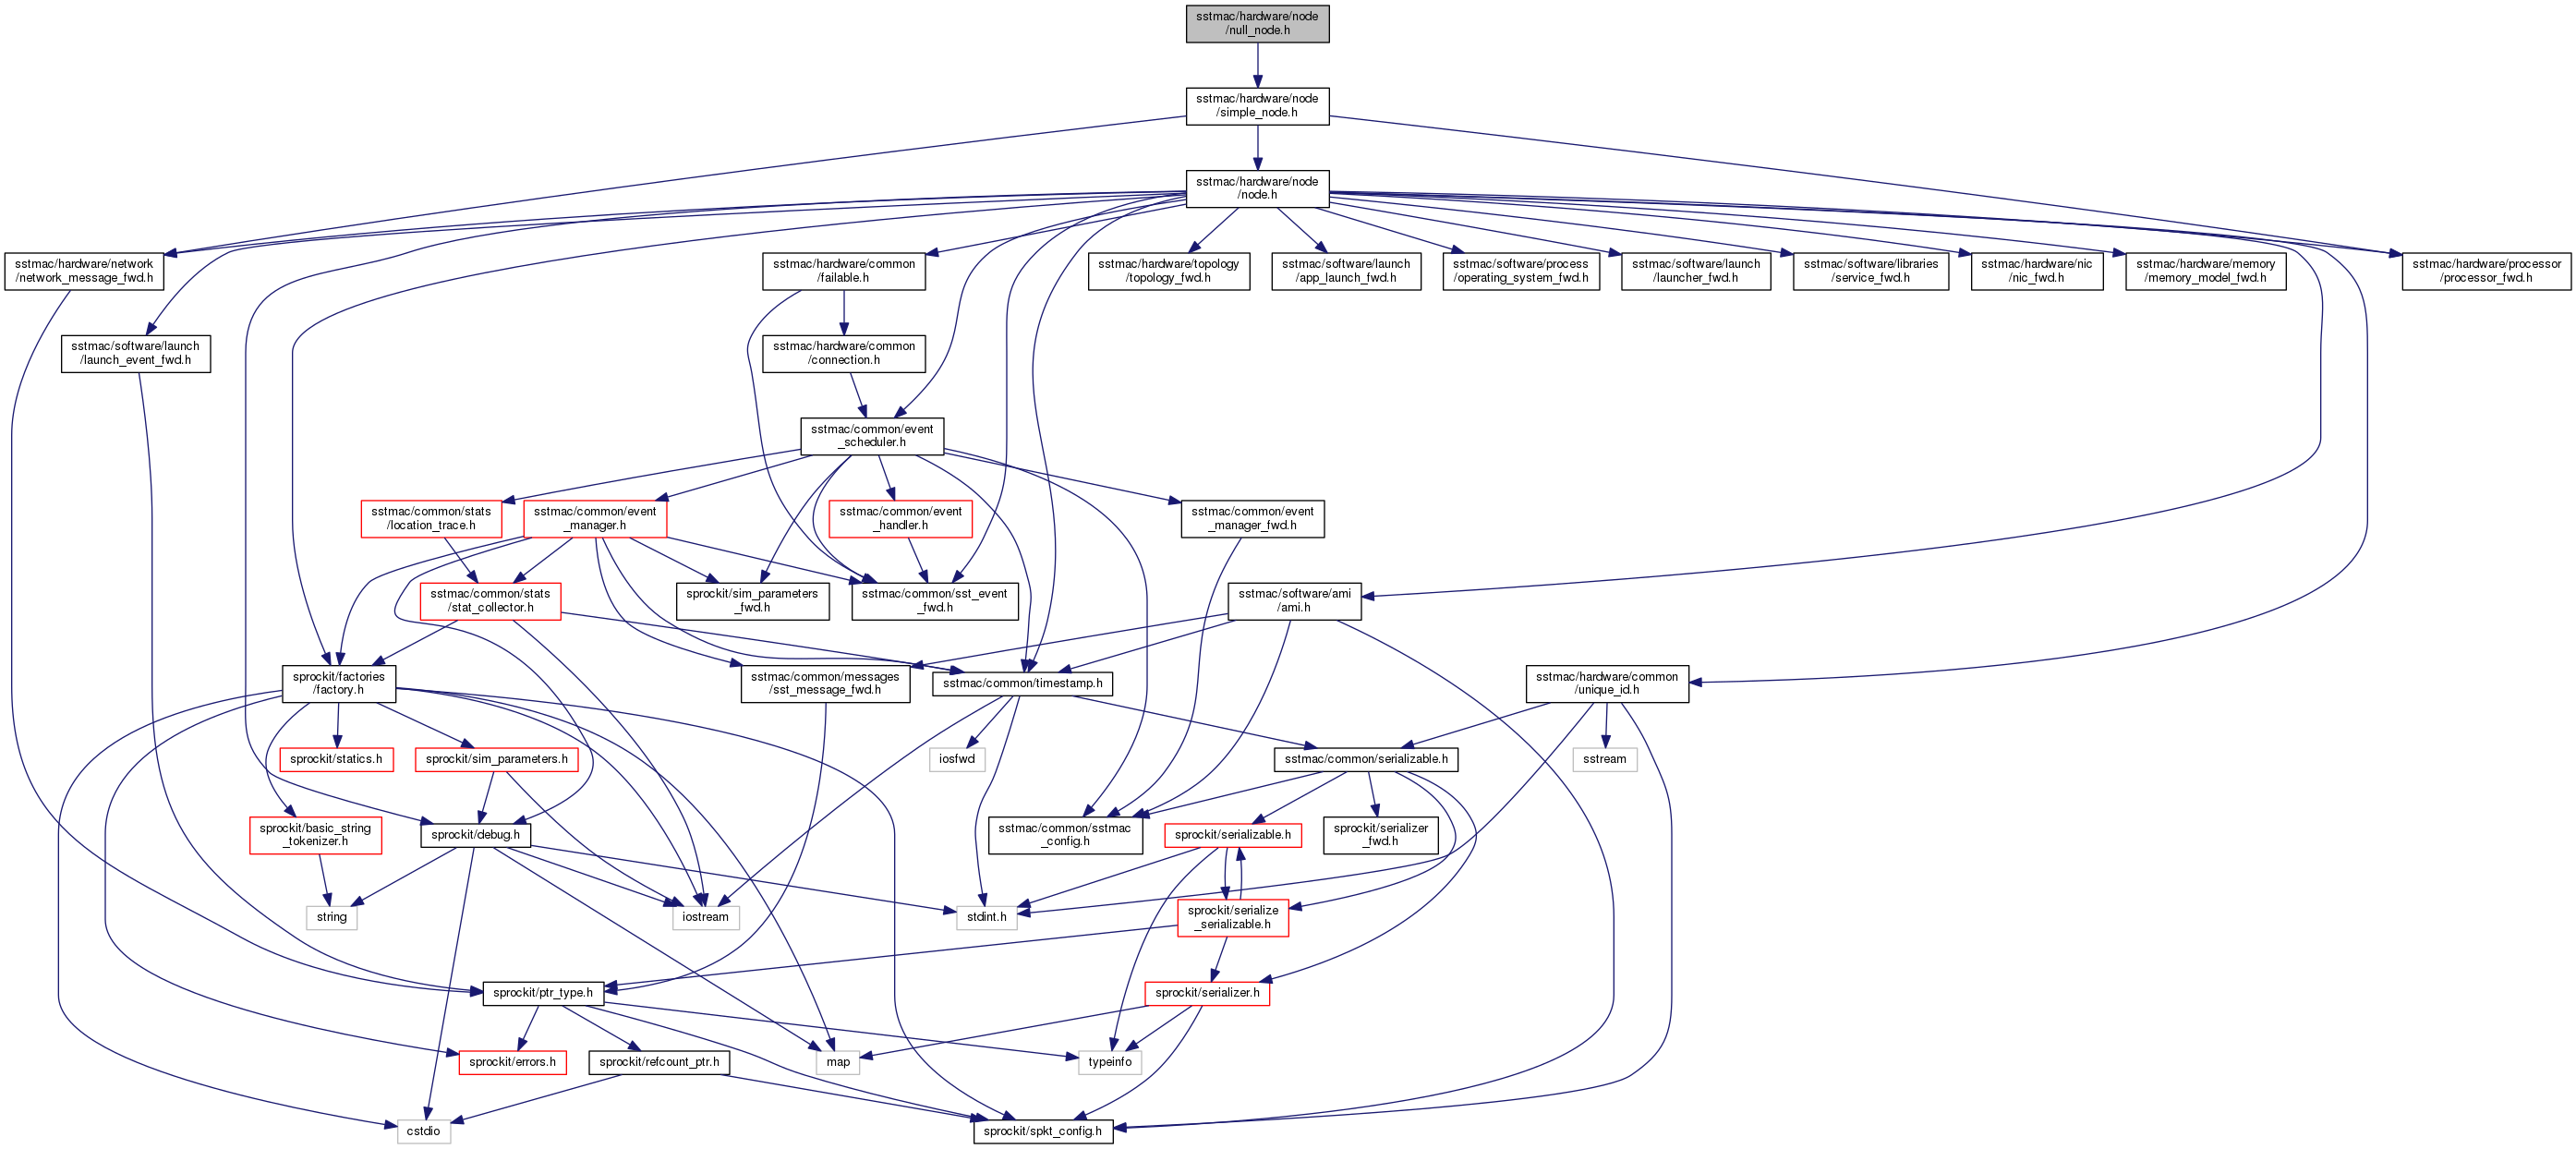 sstmac/hardware/node
/null_node.h
sstmac/hardware/node
/simple_node.h
sstmac/hardware/node
/node.h
sstmac/hardware/network
/network_message_fwd.h
sstmac/hardware/common
/failable.h
sstmac/hardware/topology
/topology_fwd.h
sstmac/software/launch
/app_launch_fwd.h
sstmac/software/process
/operating_system_fwd.h
sstmac/software/launch
/launcher_fwd.h
sstmac/software/libraries
/service_fwd.h
sstmac/hardware/nic
/nic_fwd.h
sstmac/hardware/memory
/memory_model_fwd.h
sstmac/hardware/processor
/processor_fwd.h
sstmac/software/launch
/launch_event_fwd.h
sstmac/hardware/common
/connection.h
sstmac/common/event
_scheduler.h
sstmac/common/stats
/location_trace.h
sstmac/common/event
_manager.h
sstmac/common/event
_handler.h
sstmac/common/event
_manager_fwd.h
sstmac/common/stats
/stat_collector.h
sprockit/sim_parameters
_fwd.h
sstmac/common/sst_event
_fwd.h
sstmac/software/ami
/ami.h
sprockit/factories
/factory.h
sstmac/common/messages
/sst_message_fwd.h
sstmac/common/timestamp.h
sstmac/hardware/common
/unique_id.h
sprockit/statics.h
sprockit/sim_parameters.h
iosfwd
sstmac/common/serializable.h
sstream
sprockit/basic_string
_tokenizer.h
sprockit/debug.h
sstmac/common/sstmac
_config.h
sprockit/serializable.h
sprockit/serializer
_fwd.h
string
iostream
stdint.h
sprockit/serialize
_serializable.h
sprockit/ptr_type.h
sprockit/serializer.h
sprockit/errors.h
sprockit/refcount_ptr.h
map
typeinfo
cstdio
sprockit/spkt_config.h